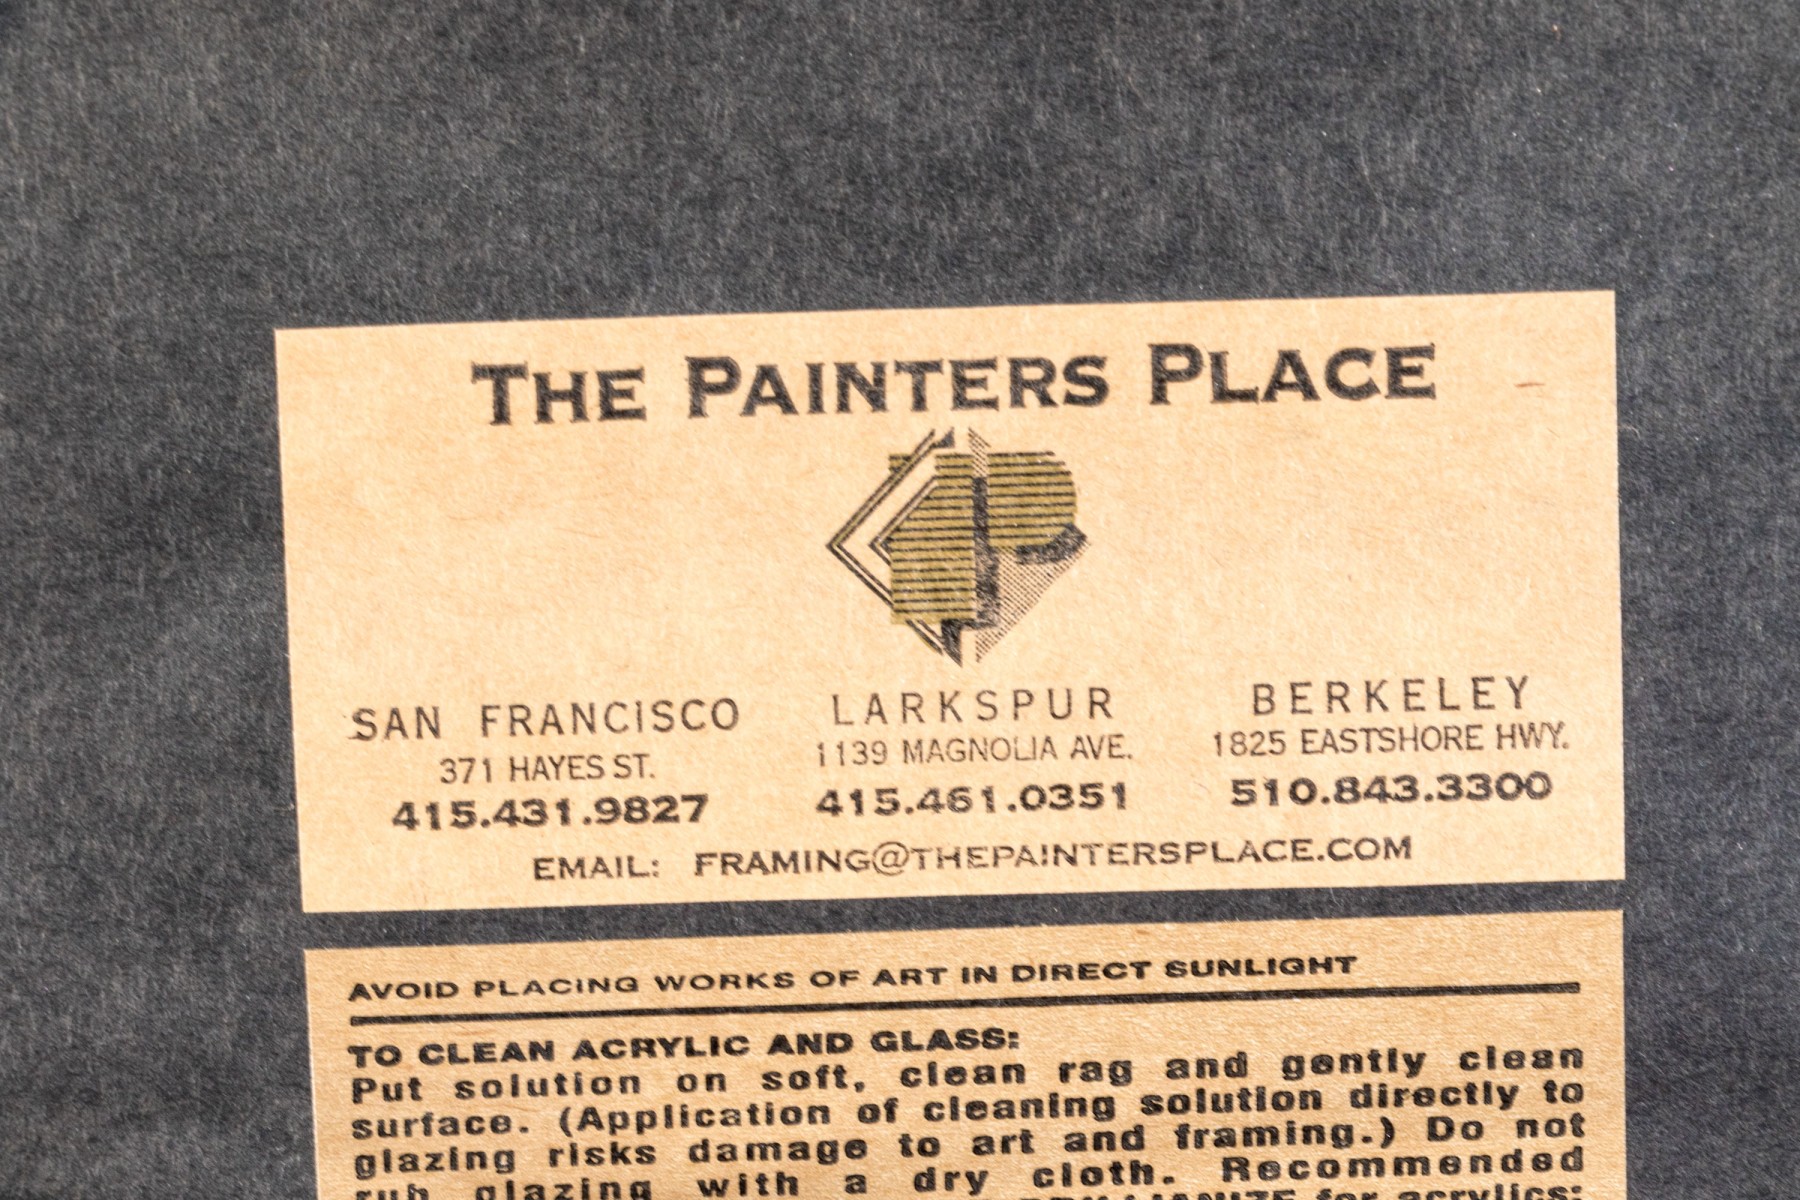 THE PAINTERS PLACE
SAN FRANCISCO
371 HAYES ST.
415.431.9827
LARKSPUR
1139 MAGNOLIA AVE.
415.461.0351
BERKELEY
1825 EASTSHORE HWY.
510.843.3300
EMAIL: FRAMING@THEPAINTERSPLACE.COM
AVOID PLACING WORKS OF ART IN DIRECT SUNLIGHT
TO CLEAN ACRYLIC AND GLASS:
Put solution on soft, clean rag and gently clean
surface. (Application of cleaning solution directly to
glazing risks damage to art and framing.) Do not
rub glazing with a dry cloth. Recommended
for acrylics: